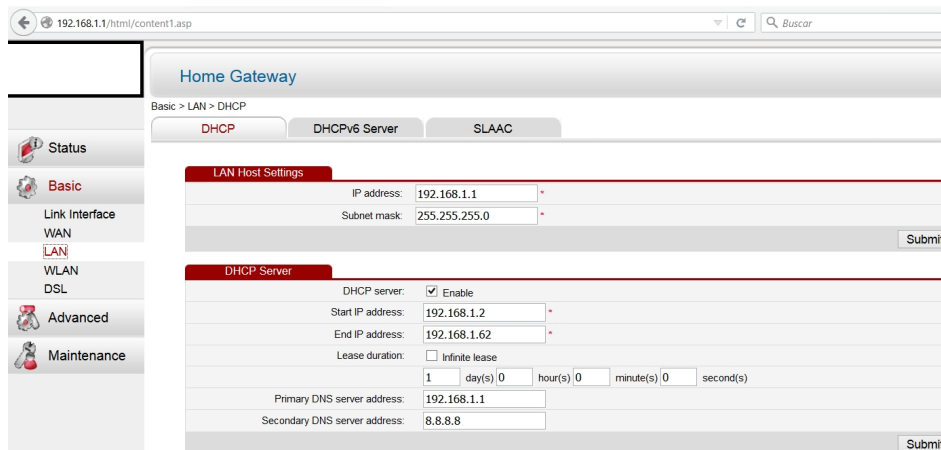 192.168.1.1/html/content1.asp
Buscar
Home Gateway
Basic > LAN > DHCP
DHCP DHCPv6 Server SLAAC
Status
Basic
Link Interface
WAN
LAN
WLAN
DSL
Advanced
Maintenance
LAN Host Settings
IP address: 192.168.1.1 *
Subnet mask: 255.255.255.0 *
Submit
DHCP Server
DHCP server: Enable
Start IP address: 192.168.1.2 *
End IP address: 192.168.1.62 *
Lease duration: Infinite lease
1 day(s) 0 hour(s) 0 minute(s) 0 second(s)
Primary DNS server address: 192.168.1.1
Secondary DNS server address: 8.8.8.8
Submit